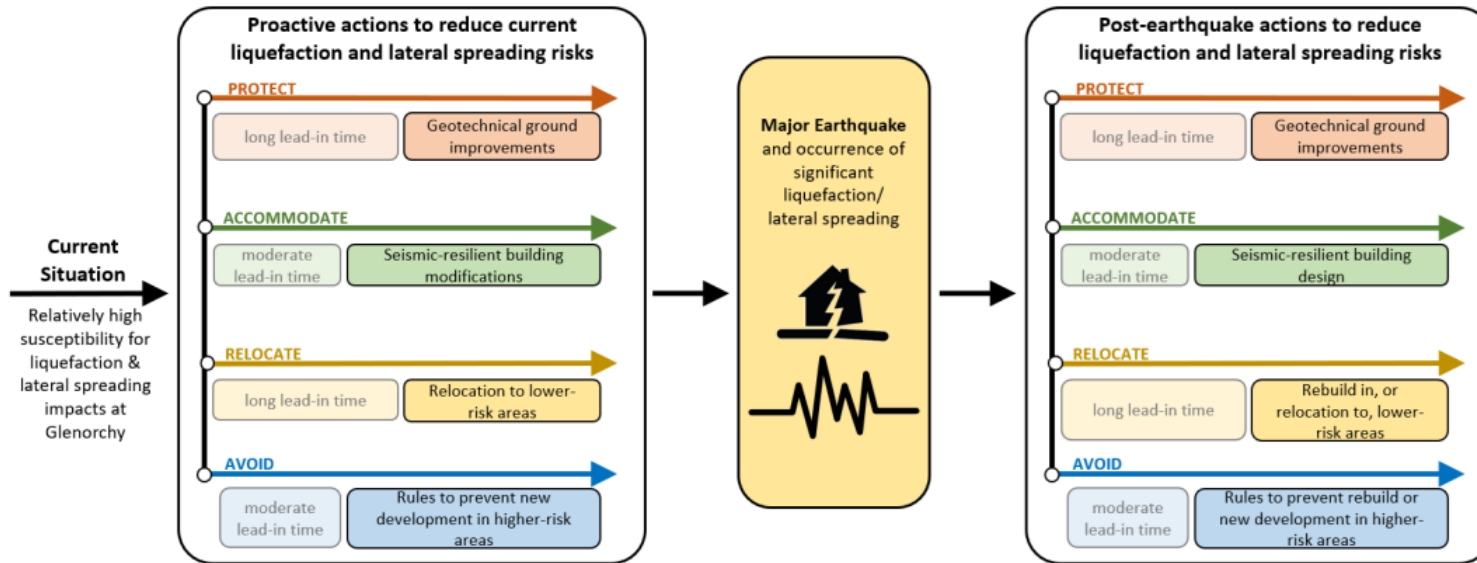 Current
Situation
Relatively high
susceptibility for
liquefaction &
lateral spreading
impacts at
Glenorchy
Proactive actions to reduce current
liquefaction and lateral spreading risks
PROTECT
long lead-in time
Geotechnical ground
improvements
ACCOMMODATE
moderate
lead-in time
Seismic-resilient building
modifications
RELOCATE
long lead-in time
Relocation to lower-
risk areas
AVOID
moderate
lead-in time
Rules to prevent new
development in higher-risk
areas
Major Earthquake
and occurrence of
significant
liquefaction/
lateral spreading
Post-earthquake actions to reduce
liquefaction and lateral spreading risks
PROTECT
long lead-in time
Geotechnical ground
improvements
ACCOMMODATE
moderate
lead-in time
Seismic-resilient building
design
RELOCATE
long lead-in time
Rebuild in, or
relocation to, lower-
risk areas
AVOID
moderate
lead-in time
Rules to prevent rebuild or
new development in higher-
risk areas